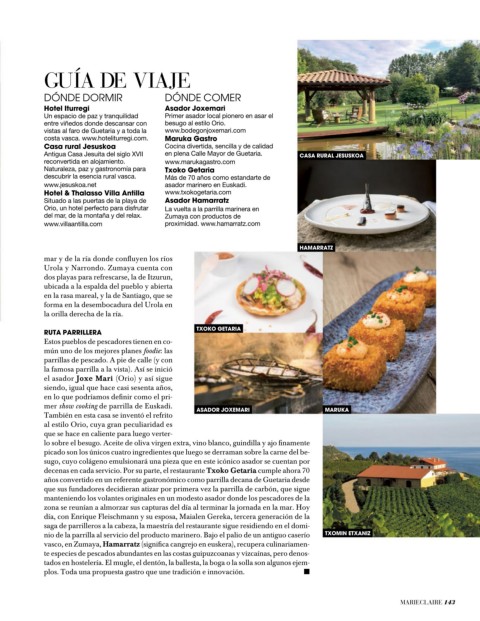 GUÍA DE VIAJE
DÓNDE DORMIR
Hotel Iturregi
Un espacio de paz y tranquilidad
entre viñedos donde descansar con
vistas al faro de Guetaria y a toda la
costa vasca. www.hoteliturregi.com.
Casa rural Jesuskoa
Antigua Casa Jesuita del siglo XVII
reconvertida en alojamiento.
Naturaleza, paz y gastronomía para
descubrir la esencia rural vasca.
www.jesuskoa.net
Hotel & Thalasso Villa Antilla
Situado a las puertas de la playa de
Orio, un hotel perfecto para disfrutar
del mar, de la montaña y del relax.
www.villaantilla.com
DÓNDE COMER
Asador Joxemari
Primer asador local pionero en asar el
besugo al estilo Orio.
www.bodegonjoxemari.com
Maruka Gastro
Cocina divertida, sencilla y de calidad
en plena Calle Mayor de Guetaria.
www.marukagastro.com
Txoko Getaria
Más de 70 años como estandarte de
asador marinero en Euskadi.
www.txokogetaria.com
Asador Hamarratz
La vuelta a la parrilla marinera en
Zumaya con productos de
proximidad. www.hamarratz.com
CASA RURAL JESUSKOA
HAMARRATZ
TXOKO GETARIA
ASADOR JOXEMARI
MARUKA
TXOMIN ETXANIZ
mar y de la ría donde confluyen los ríos
Urola y Narrondo. Zumaya cuenta con
dos playas para refrescarse, la de Itzurun,
ubicada a la espalda del pueblo y abierta
en la rasa mareal, y la de Santiago, que se
forma en la desembocadura del Urola en
la orilla derecha de la ría.
RUTA PARRILLERA
Estos pueblos de pescadores tienen en co-
mún uno de los mejores planes foodie: las
parrillas de pescado. A pie de calle (y con
la famosa parrilla a la vista). Así se inició
el asador Joxe Mari (Orio) y así sigue
siendo, igual que hace casi sesenta años,
en lo que podríamos definir como el pri-
mer show cooking de parrilla de Euskadi.
También en esta casa se inventó el refrito
al estilo Orio, cuya gran peculiaridad es
que se hace en caliente para luego verter-
lo sobre el besugo. Aceite de oliva virgen extra, vino blanco, guindilla y ajo finamente
picado son los únicos cuatro ingredientes que luego se derraman sobre la carne del be-
sugo, cuyo colágeno emulsionará una pieza que en este icónico asador se cuentan por
decenas en cada servicio. Por su parte, el restaurante Txoko Getaria cumple ahora 70
años convertido en un referente gastronómico como parrilla decana de Guetaria desde
que sus fundadores decidieran atizar por primera vez la parrilla de carbón, que sigue
manteniendo los volantes originales en un modesto asador donde los pescadores de la
zona se reunían a almorzar sus capturas del día al terminar la jornada en la mar. Hoy
día, con Enrique Fleischmann y su esposa, Maialen Gereka, tercera generación de la
saga de parrilleros a la cabeza, la maestría del restaurante sigue residiendo en el domi-
nio de la parrilla al servicio del producto marinero. Bajo el palio de un antiguo caserío
vasco, en Zumaya, Hamarratz (significa cangrejo en euskera), recupera culinariamen-
te especies de pescados abundantes en las costas guipuzcoanas y vizcaínas, pero denos-
tados en hostelería. El mugle, el dentón, la ballesta, la boga o la solla son algunos ejem-
plos. Toda una propuesta gastro que une tradición e innovación.
MARIECLAIRE 143